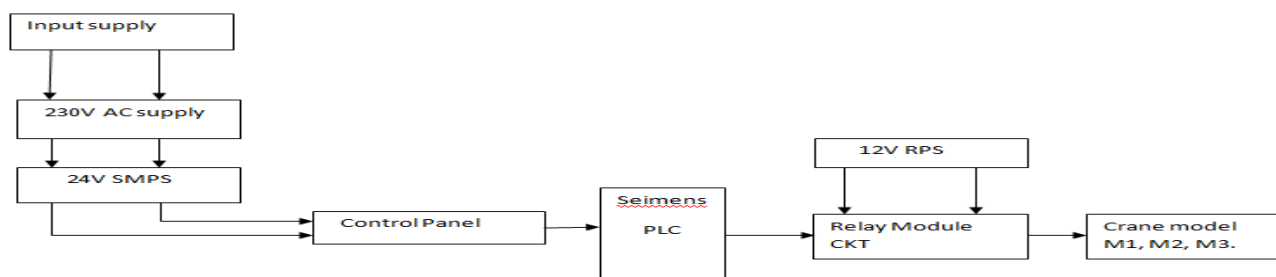 Input supply
230V AC supply
24V SMPS
Control Panel
Seimens
PLC
12V RPS
Relay Module
CKT
Crane model
M1, M2, M3.